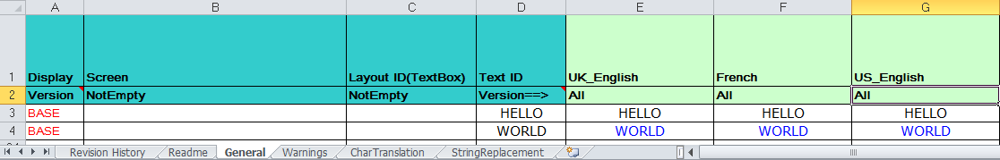 A B C D E F G
1 Display Screen Layout ID(TextBox) Text ID UK_English French US_English
2 Version NotEmpty NotEmpty Version==> All All All
3 BASE HELLO HELLO HELLO HELLO
4 BASE WORLD WORLD WORLD WORLD
Revision History Readme General Warnings CharTranslation StringReplacement